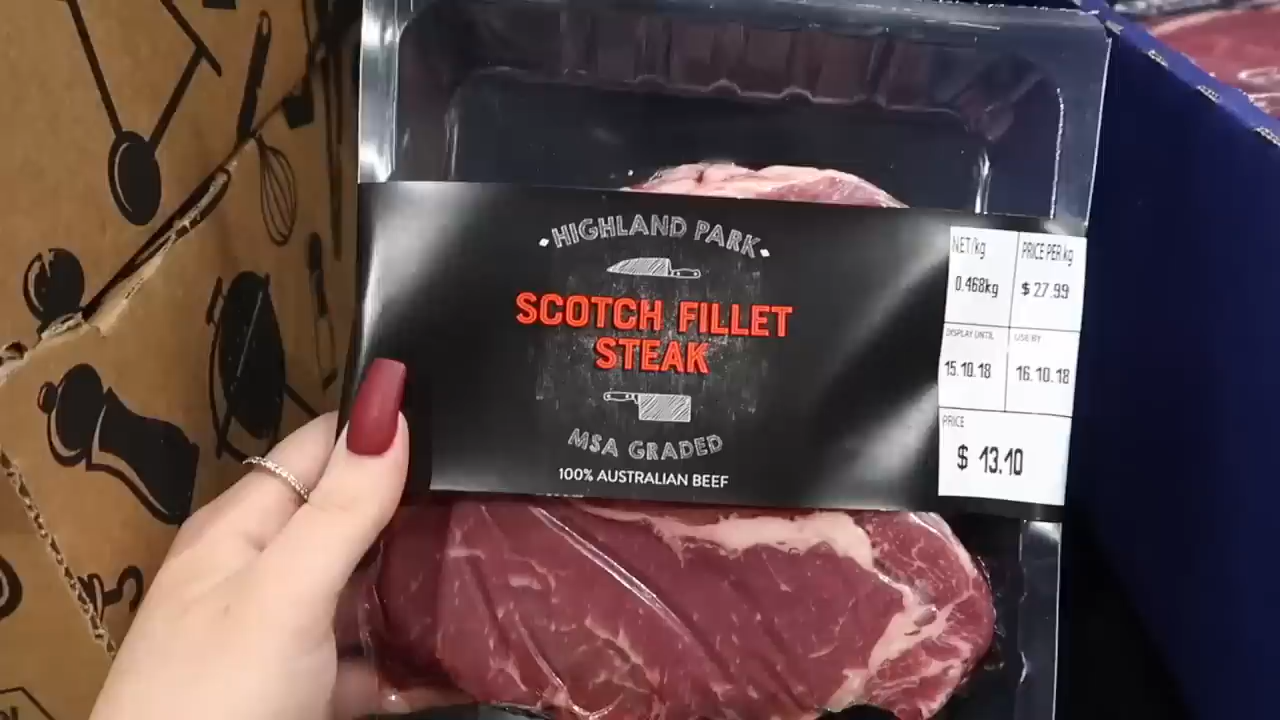 HIGHLAND PARK
SCOTCH FILLET
STEAK
MSA GRADED
100% AUSTRALIAN BEEF
NET/kg
0.468kg
PRICE PER kg
$ 27.99
DISPLAY UNTIL
15.10.18
USE BY
16.10.18
PRICE
$ 13.10